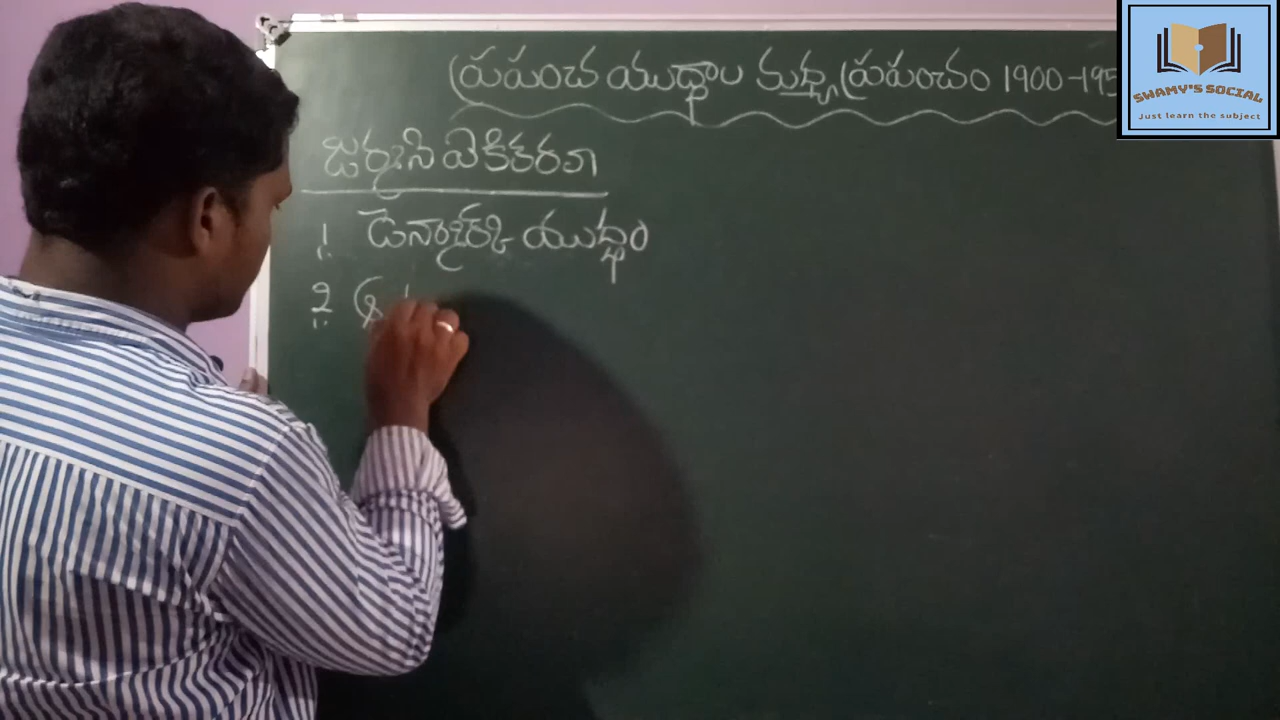 ప్రపంచ యుద్ధాల మధ్య ప్రపంచం 1900-195
జర్మనీ ఏకీకరణ
1. డెన్మార్క్ యుద్ధం
2.
SWAMY'S SOCIAL
Just learn the subject